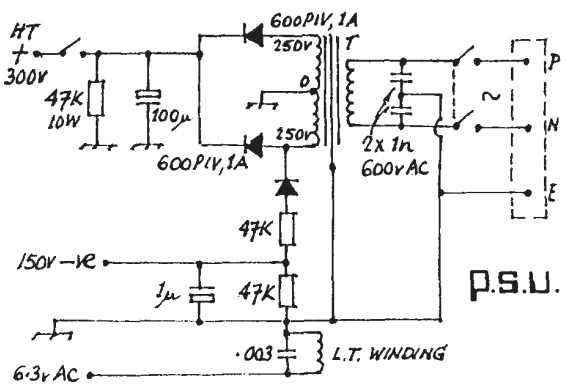 HT
+
300v
47K
10W
100µ
600PIV, 1A
250v
0
250v
600PIV, 1A
T
2 x 1n
600v AC
~
P
N
E
47K
150V -ve
1µ
47K
P.S.U.
.003
L.T. WINDING
6.3v AC